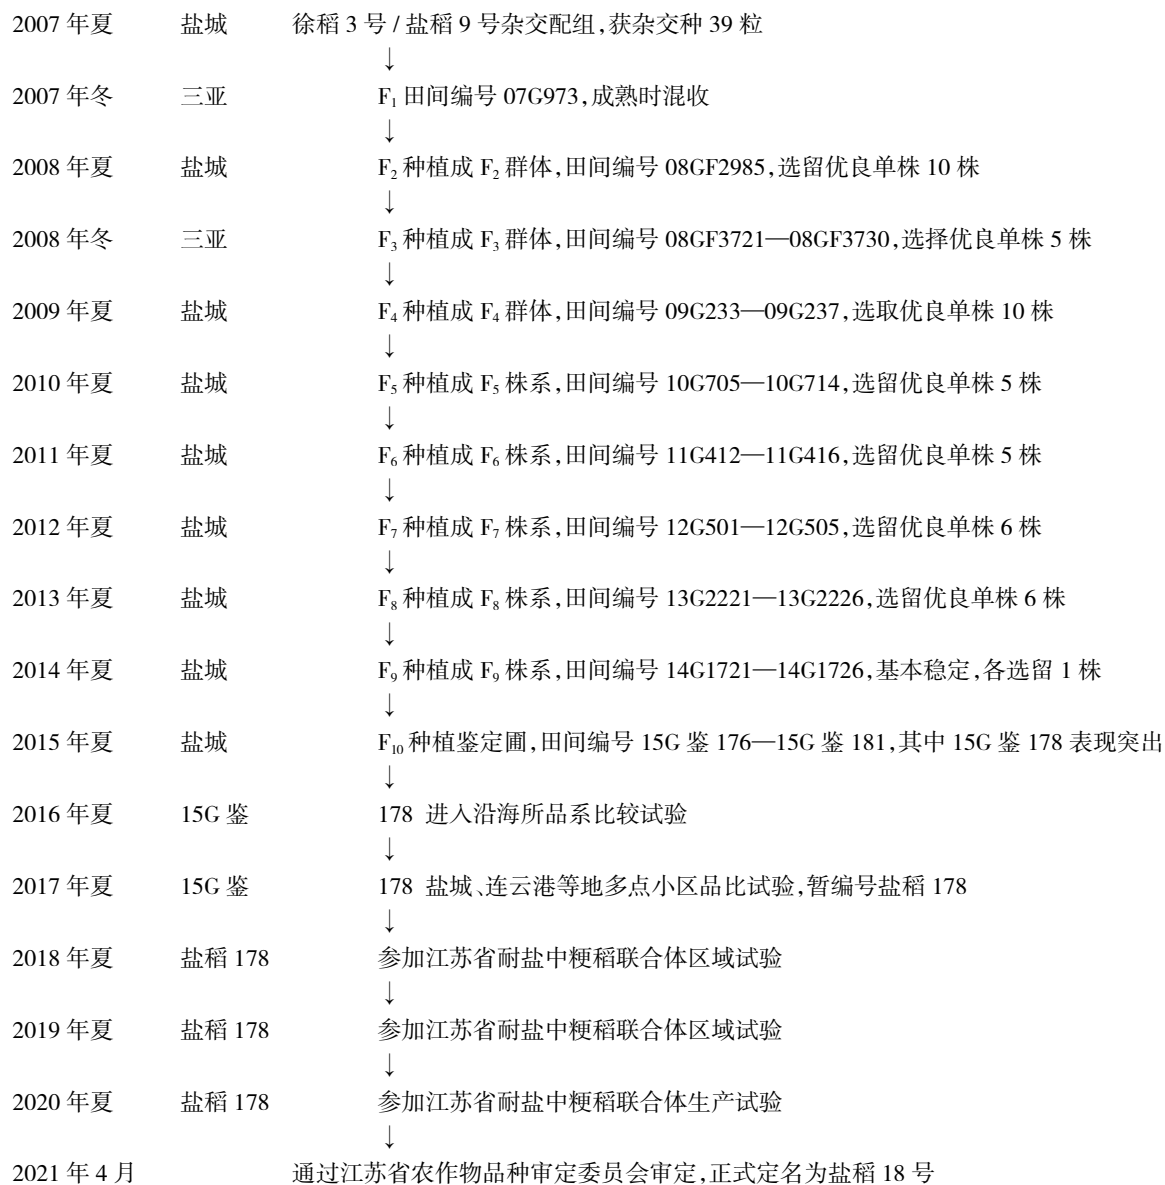 2007 年夏 盐城 徐稻 3 号 / 盐稻 9 号杂交配组,获杂交种 39 粒
↓
2007 年冬 三亚 F₁ 田间编号 07G973,成熟时混收
↓
2008 年夏 盐城 F₂ 种植成 F₂ 群体,田间编号 08GF2985,选留优良单株 10 株
↓
2008 年冬 三亚 F₃ 种植成 F₃ 群体,田间编号 08GF3721—08GF3730,选择优良单株 5 株
↓
2009 年夏 盐城 F₄ 种植成 F₄ 群体,田间编号 09G233—09G237,选取优良单株 10 株
↓
2010 年夏 盐城 F₅ 种植成 F₅ 株系,田间编号 10G705—10G714,选留优良单株 5 株
↓
2011 年夏 盐城 F₆ 种植成 F₆ 株系,田间编号 11G412—11G416,选留优良单株 5 株
↓
2012 年夏 盐城 F₇ 种植成 F₇ 株系,田间编号 12G501—12G505,选留优良单株 6 株
↓
2013 年夏 盐城 F₈ 种植成 F₈ 株系,田间编号 13G2221—13G2226,选留优良单株 6 株
↓
2014 年夏 盐城 F₉ 种植成 F₉ 株系,田间编号 14G1721—14G1726,基本稳定,各选留 1 株
↓
2015 年夏 盐城 F₁₀ 种植鉴定圃,田间编号 15G 鉴 176—15G 鉴 181,其中 15G 鉴 178 表现突出
↓
2016 年夏 15G 鉴 178 进入沿海所品系比较试验
↓
2017 年夏 15G 鉴 178 盐城、连云港等地多点小区品比试验,暂编号盐稻 178
↓
2018 年夏 盐稻 178 参加江苏省耐盐中粳稻联合体区域试验
↓
2019 年夏 盐稻 178 参加江苏省耐盐中粳稻联合体区域试验
↓
2020 年夏 盐稻 178 参加江苏省耐盐中粳稻联合体生产试验
↓
2021 年 4 月 通过江苏省农作物品种审定委员会审定,正式定名为盐稻 18 号